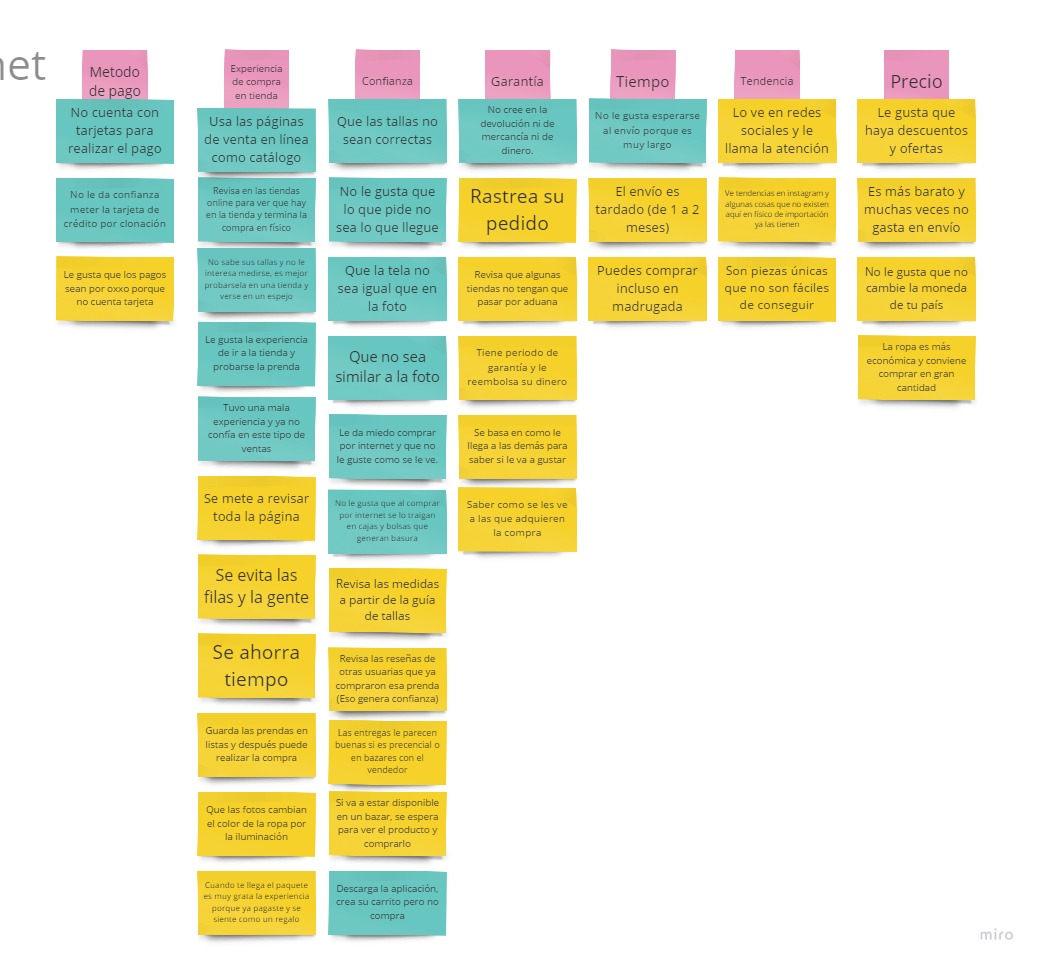 net
Metodo
de pago
No cuenta con
tarjetas para
realizar el pago
No le da confianza
meter la tarjeta de
crédito por clonación
Le gusta que los pagos
sean por oxxo porque
no cuenta tarjeta
Experiencia
de compra
en tienda
Usa las páginas
de venta en línea
como catálogo
Revisa en las tiendas
online para ver que hay
en la tienda y termina la
compra en físico
No sabe sus tallas y no le
interesa medirse, es mejor
probarsela en una tienda y
verse en un espejo
Le gusta la experiencia
de ir a la tienda y
probarse la prenda
Tuvo una mala
experiencia y ya no
confía en este tipo de
ventas
Se mete a revisar
toda la página
Se evita las
filas y la gente
Se ahorra
tiempo
Guarda las prendas en
listas y después puede
realizar la compra
Que las fotos cambian
el color de la ropa por
la iluminación
Cuando te llega el paquete
es muy grata la experiencia
porque ya pagaste y se
siente como un regalo
Confianza
Que las tallas no
sean correctas
No le gusta que
lo que pide no
sea lo que llegue
Que la tela no
sea igual que en
la foto
Que no sea
similar a la foto
Le da miedo comprar
por internet y que no
le guste como se le ve.
No le gusta que al comprar
por internet se lo traigan
en cajas y bolsas que
generan basura
Revisa las medidas
a partir de la guía
de tallas
Revisa las reseñas de
otras usuarias que ya
compraron esa prenda
(Eso genera confianza)
Las entregas le parecen
buenas si es precencial o
en bazares con el
vendedor
Si va a estar disponible
en un bazar, se espera
para ver el producto y
comprarlo
Descarga la aplicación,
crea su carrito pero no
compra
Garantía
No cree en la
devolución ni de
mercancía ni de
dinero.
Rastrea su
pedido
Revisa que algunas
tiendas no tengan que
pasar por aduana
Tiene periodo de
garantía y le
reembolsa su dinero
Se basa en como le
llega a las demás para
saber si le va a gustar
Saber como se les ve
a las que adquieren
la compra
Tiempo
No le gusta esperarse
al envío porque es
muy largo
El envío es
tardado (de 1 a 2
meses)
Puedes comprar
incluso en
madrugada
Tendencia
Lo ve en redes
sociales y le
llama la atención
Ve tendencias en instagram y
algunas cosas que no existen
aquí en físico de importación
ya las tienen
Son piezas únicas
que no son fáciles
de conseguir
Precio
Le gusta que
haya descuentos
y ofertas
Es más barato y
muchas veces no
gasta en envío
No le gusta que no
cambie la moneda
de tu país
La ropa es más
económica y conviene
comprar en gran
cantidad
miro